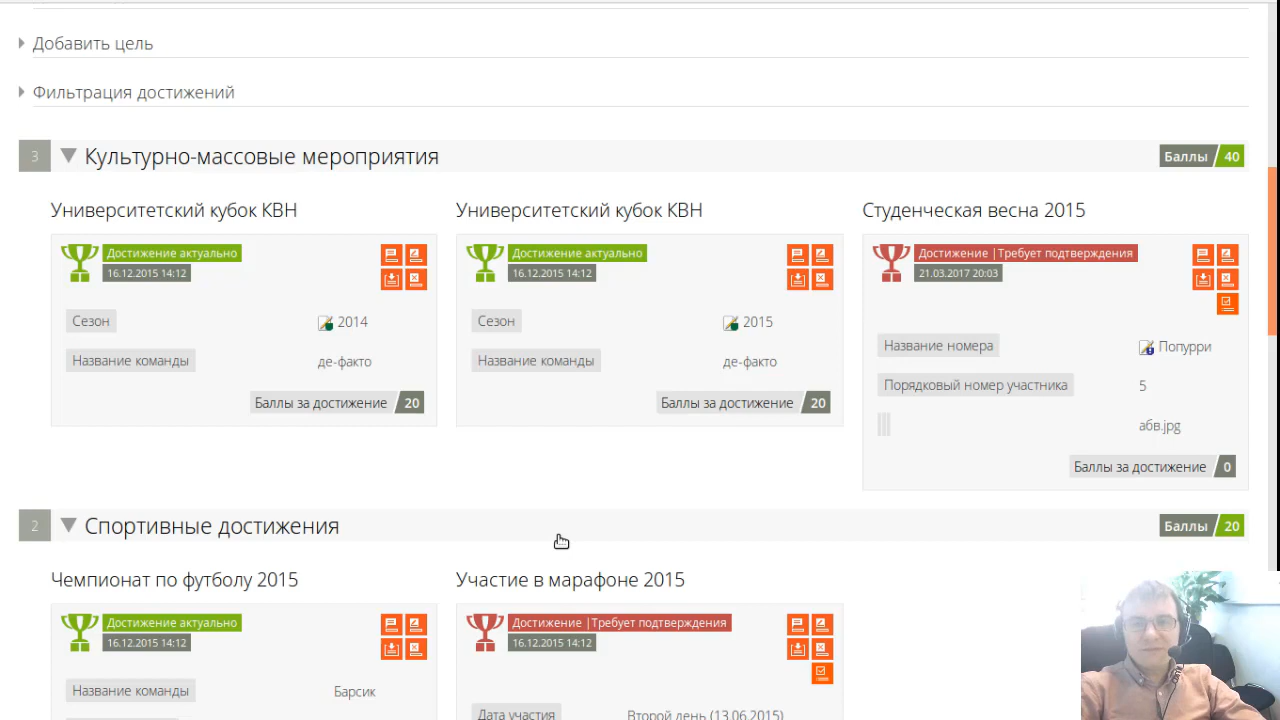 Добавить цель
Фильтрация достижений
3 Культурно-массовые мероприятия Баллы 40
Университетский кубок КВН Университетский кубок КВН Студенческая весна 2015
Достижение актуально Достижение актуально Достижение |Требует подтверждения
16.12.2015 14:12 16.12.2015 14:12 21.03.2017 20:03
Сезон 2014 Сезон 2015
Название номера Попурри
Название команды де-факто Название команды де-факто
Порядковый номер участника 5
Баллы за достижение 20 Баллы за достижение 20
абв.jpg
Баллы за достижение 0
2 Спортивные достижения Баллы 20
Чемпионат по футболу 2015 Участие в марафоне 2015
Достижение актуально Достижение |Требует подтверждения
16.12.2015 14:12 16.12.2015 14:12
Название команды Барсик
Дата участия Второй день (13.06.2015)